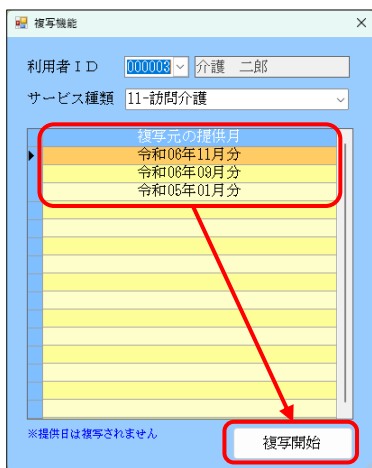 複写機能
利用者ID 000003 介護 二郎
サービス種類 11-訪問介護
複写元の提供月
令和06年11月分
令和06年09月分
令和05年01月分
※提供日は複写されません
複写開始